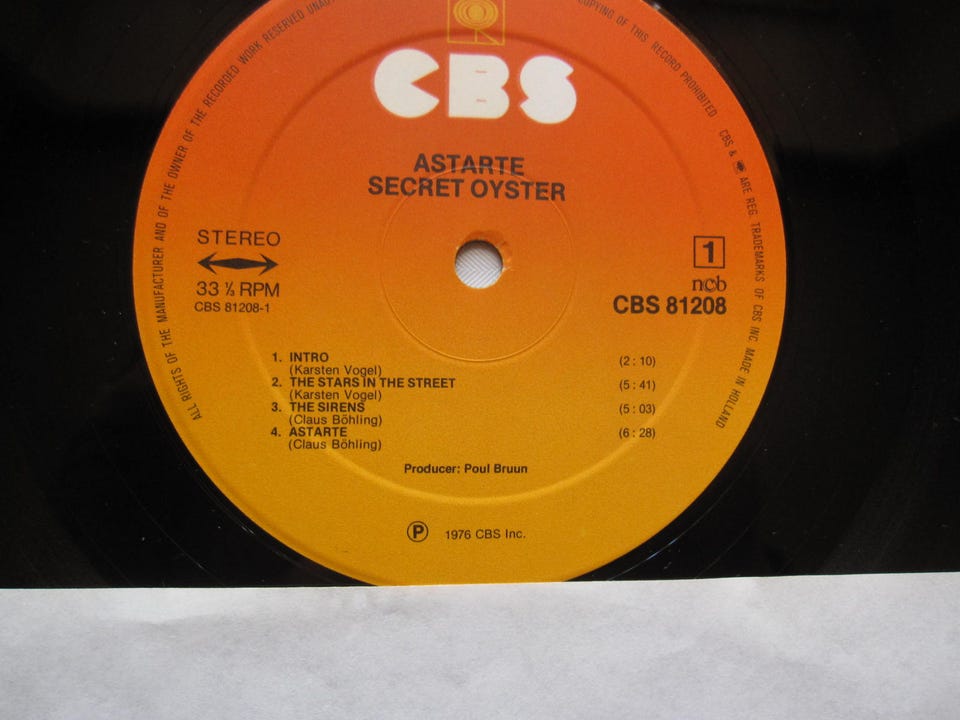 ALL RIGHTS OF THE MANUFACTURER AND OF THE OWNER OF THE RECORDED WORK RESERVED
COPYING OF THIS RECORD PROHIBITED
CBS & ARE REG. TRADEMARKS OF CBS INC. MADE IN HOLLAND
CBS
ASTARTE
SECRET OYSTER
STEREO
33 ⅓ RPM
CBS 81208-1
1
n©b
CBS 81208
1. INTRO (2:10)
(Karsten Vogel)
2. THE STARS IN THE STREET (5:41)
(Karsten Vogel)
3. THE SIRENS (5:03)
(Claus Böhling)
4. ASTARTE (6:28)
(Claus Böhling)
Producer: Poul Bruun
Ⓟ 1976 CBS Inc.